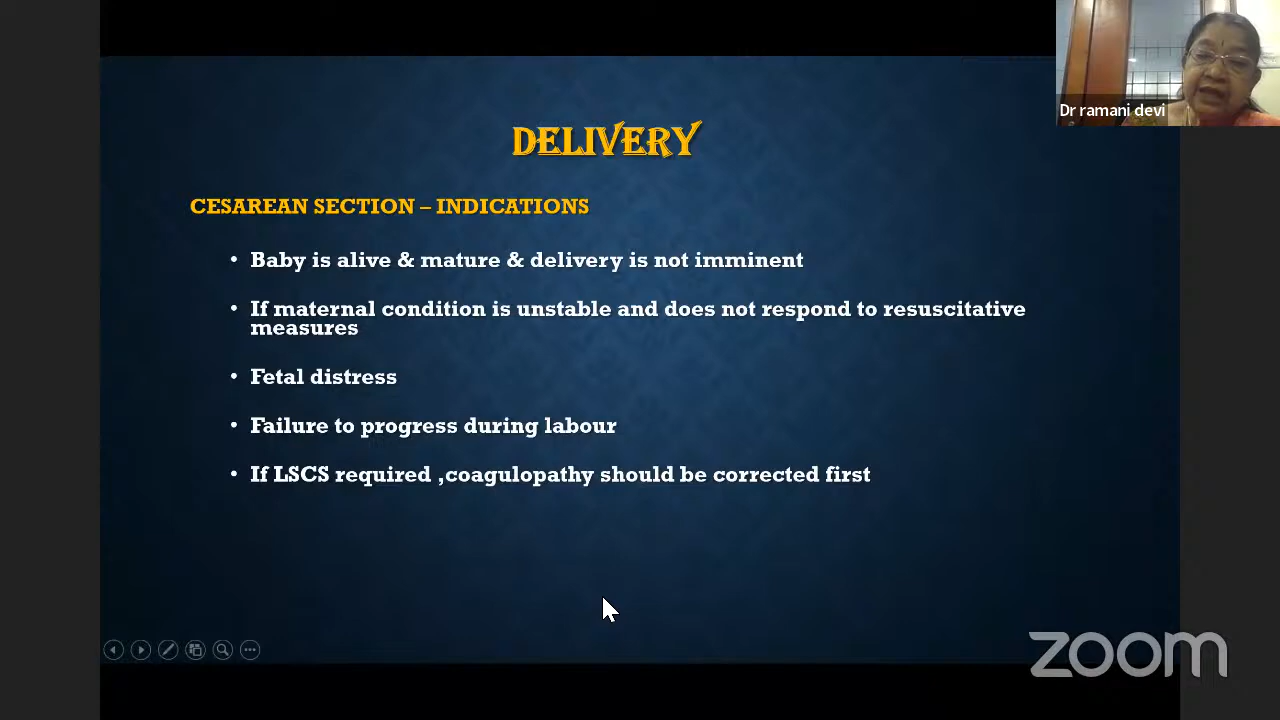 Dr ramani devi
DELIVERY
CESAREAN SECTION – INDICATIONS
• Baby is alive & mature & delivery is not imminent
• If maternal condition is unstable and does not respond to resuscitative
measures
• Fetal distress
• Failure to progress during labour
• If LSCS required ,coagulopathy should be corrected first
zoom